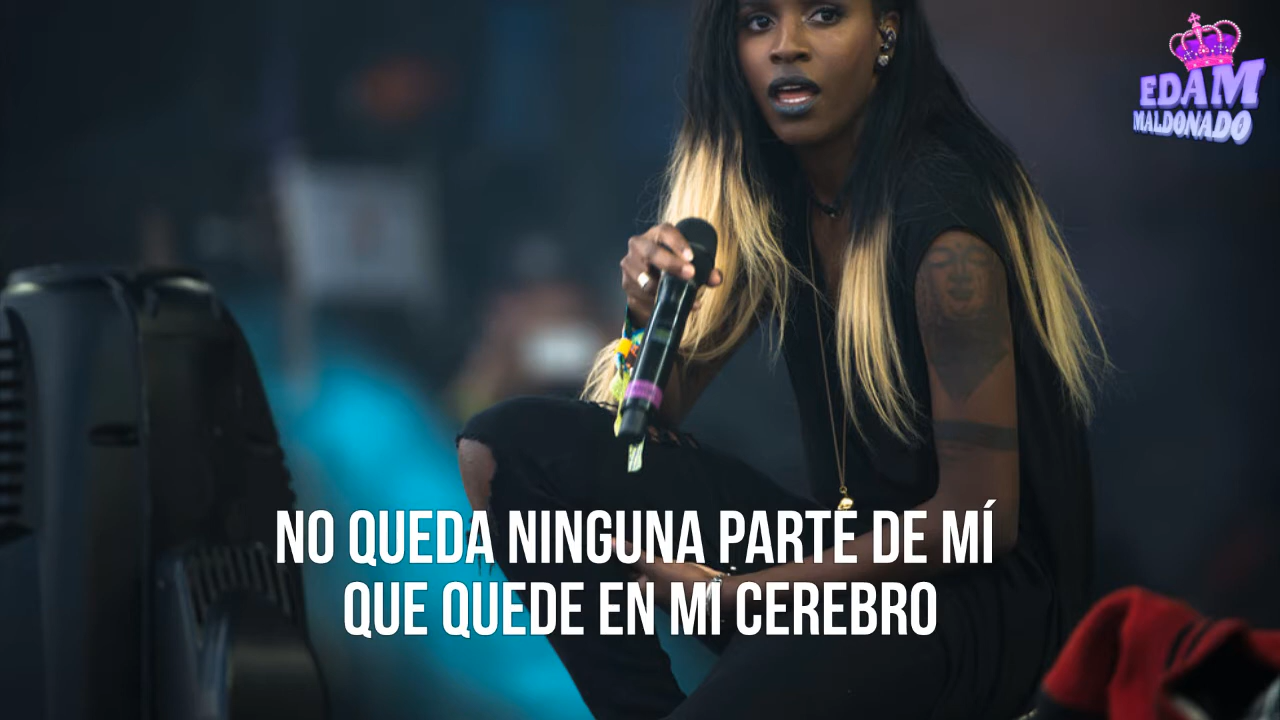 EDAM
MALDONADO
NO QUEDA NINGUNA PARTE DE MÍ
QUE QUEDE EN MI CEREBRO